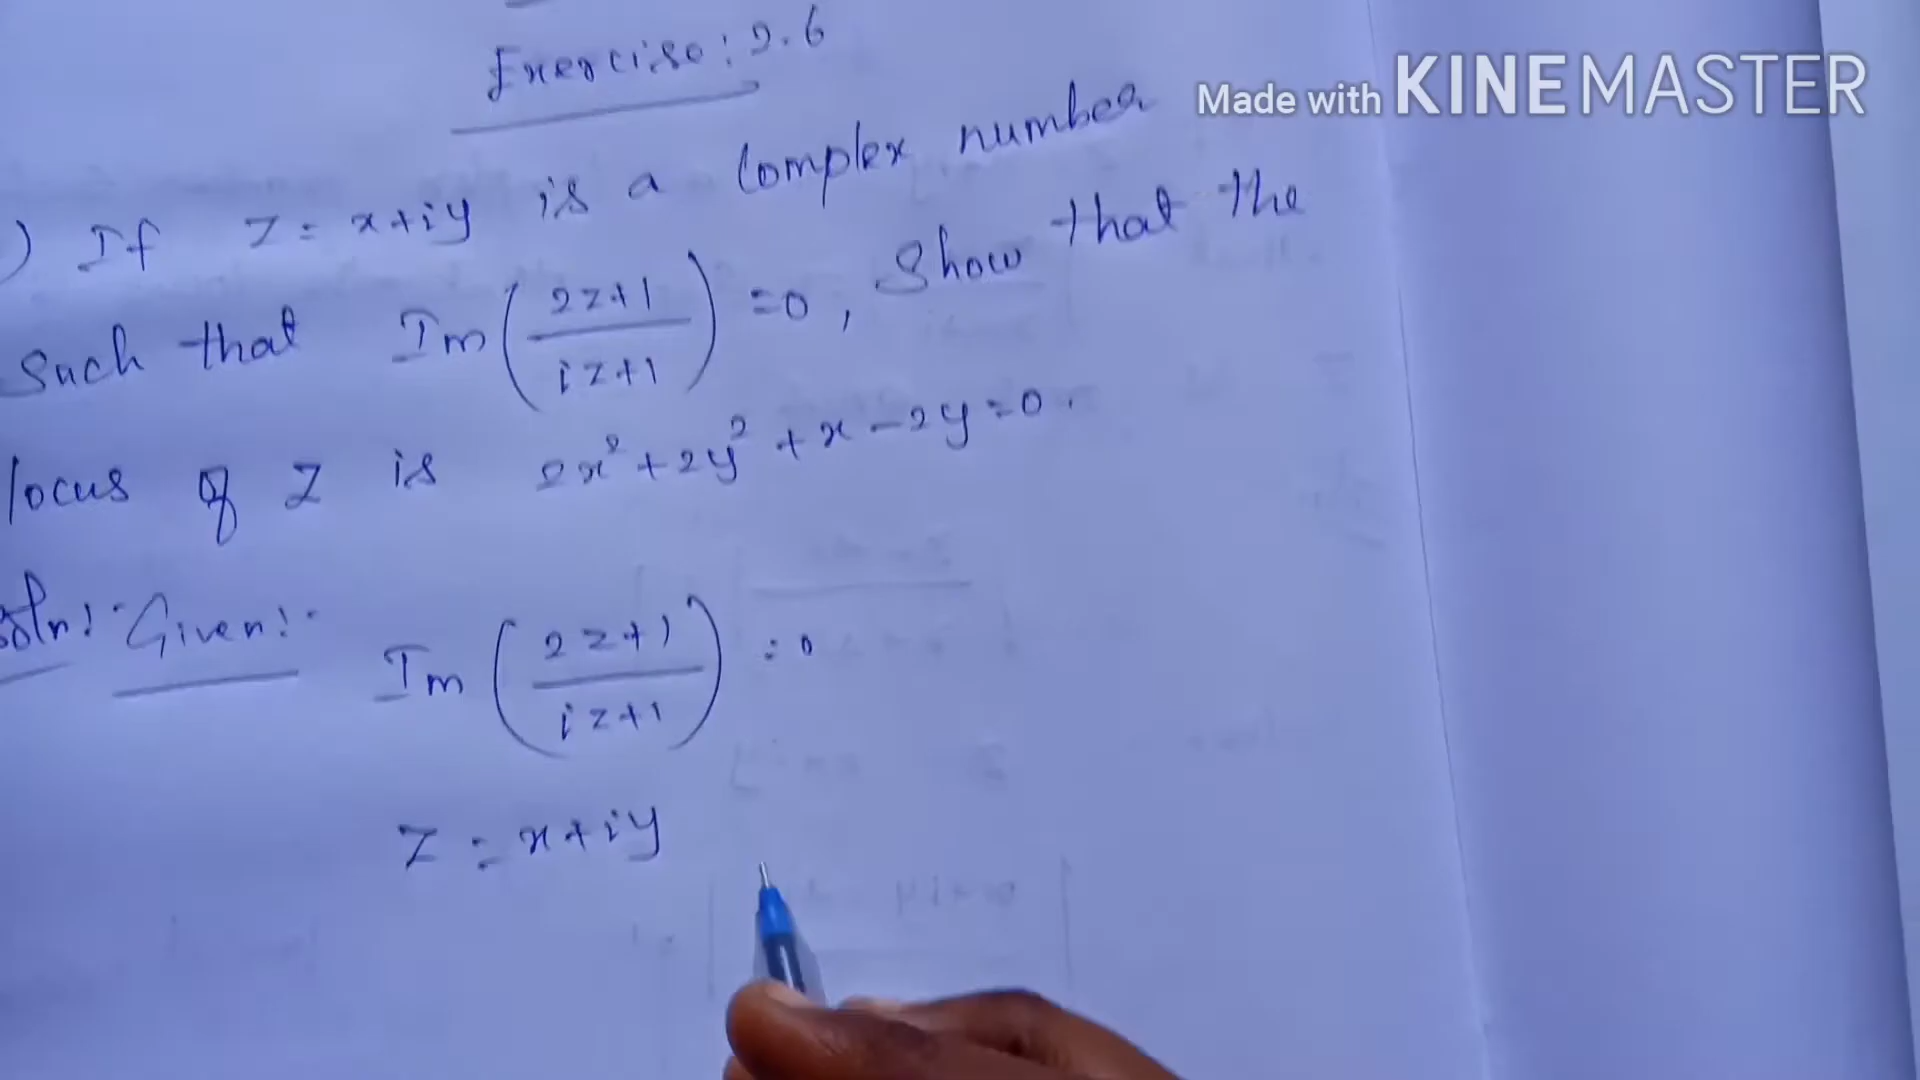 Exercise: 2.6
Made with KINEMASTER
) If z = x+iy is a complex number
such that Im(2z+1/iz+1) =0, show that the
locus of z is 2x²+2y²+x-2y=0.
soln: Given:
Im(2z+1/iz+1) =0
z = x+iy